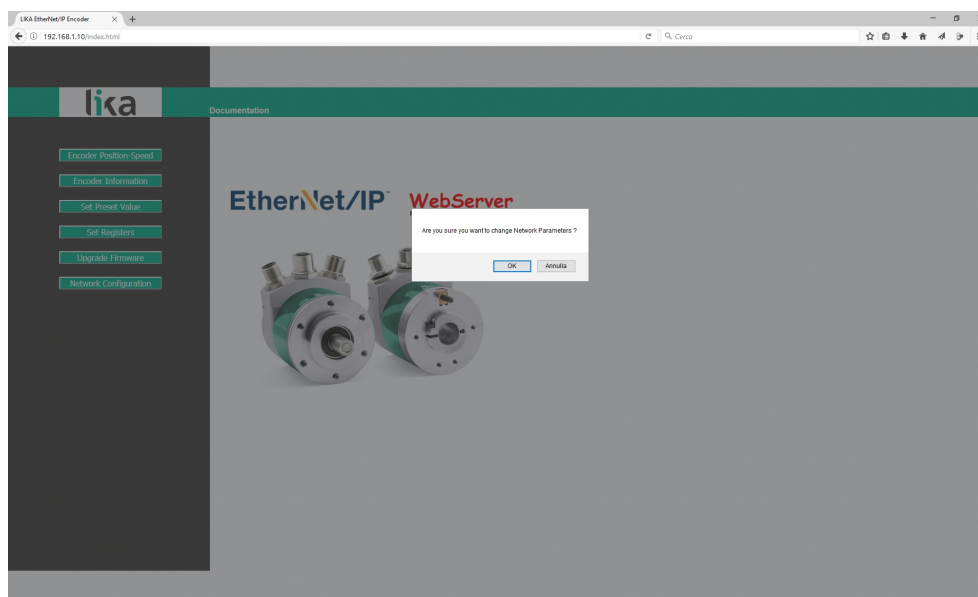 LIKA EtherNet/IP Encoder
192.168.1.10/index.html
Cerca
lika
Documentation
Encoder Position-Speed
Encoder Information
Set Preset Value
Set Registers
Upgrade Firmware
Network Configuration
EtherNet/IP™ WebServer
Are you sure you want to change Network Parameters ?
OK Annulla